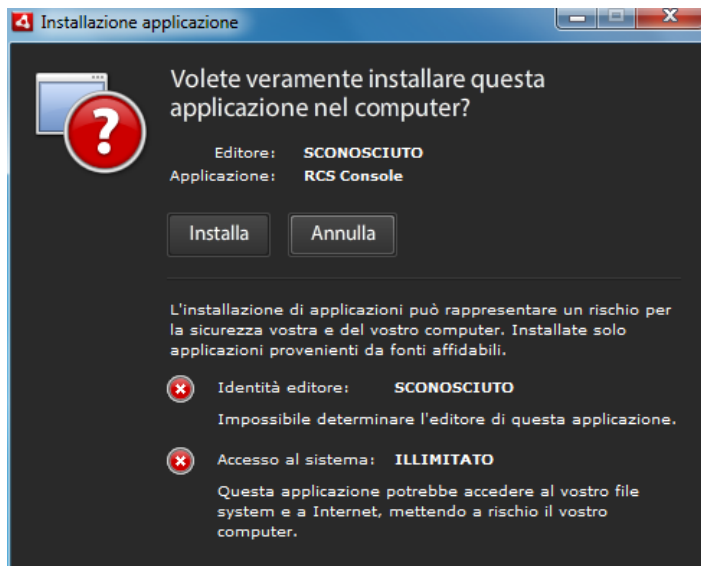 Installazione applicazione
Volete veramente installare questa
applicazione nel computer?
Editore: SCONOSCIUTO
Applicazione: RCS Console
Installa Annulla
L'installazione di applicazioni può rappresentare un rischio per
la sicurezza vostra e del vostro computer. Installate solo
applicazioni provenienti da fonti affidabili.
Identità editore: SCONOSCIUTO
Impossibile determinare l'editore di questa applicazione.
Accesso al sistema: ILLIMITATO
Questa applicazione potrebbe accedere al vostro file
system e a Internet, mettendo a rischio il vostro
computer.